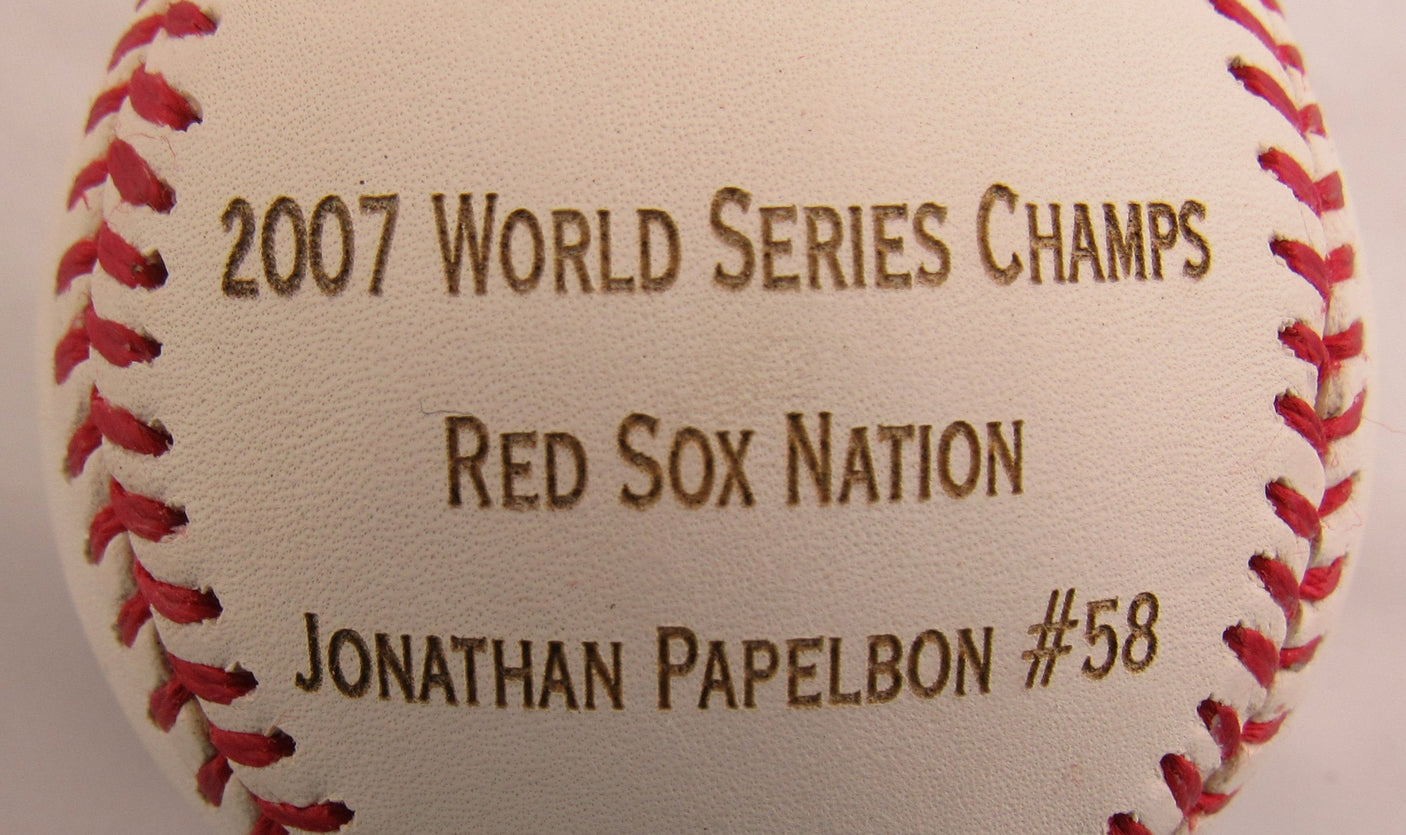 2007 World Series Champs
Red Sox Nation
Jonathan Papelbon #58